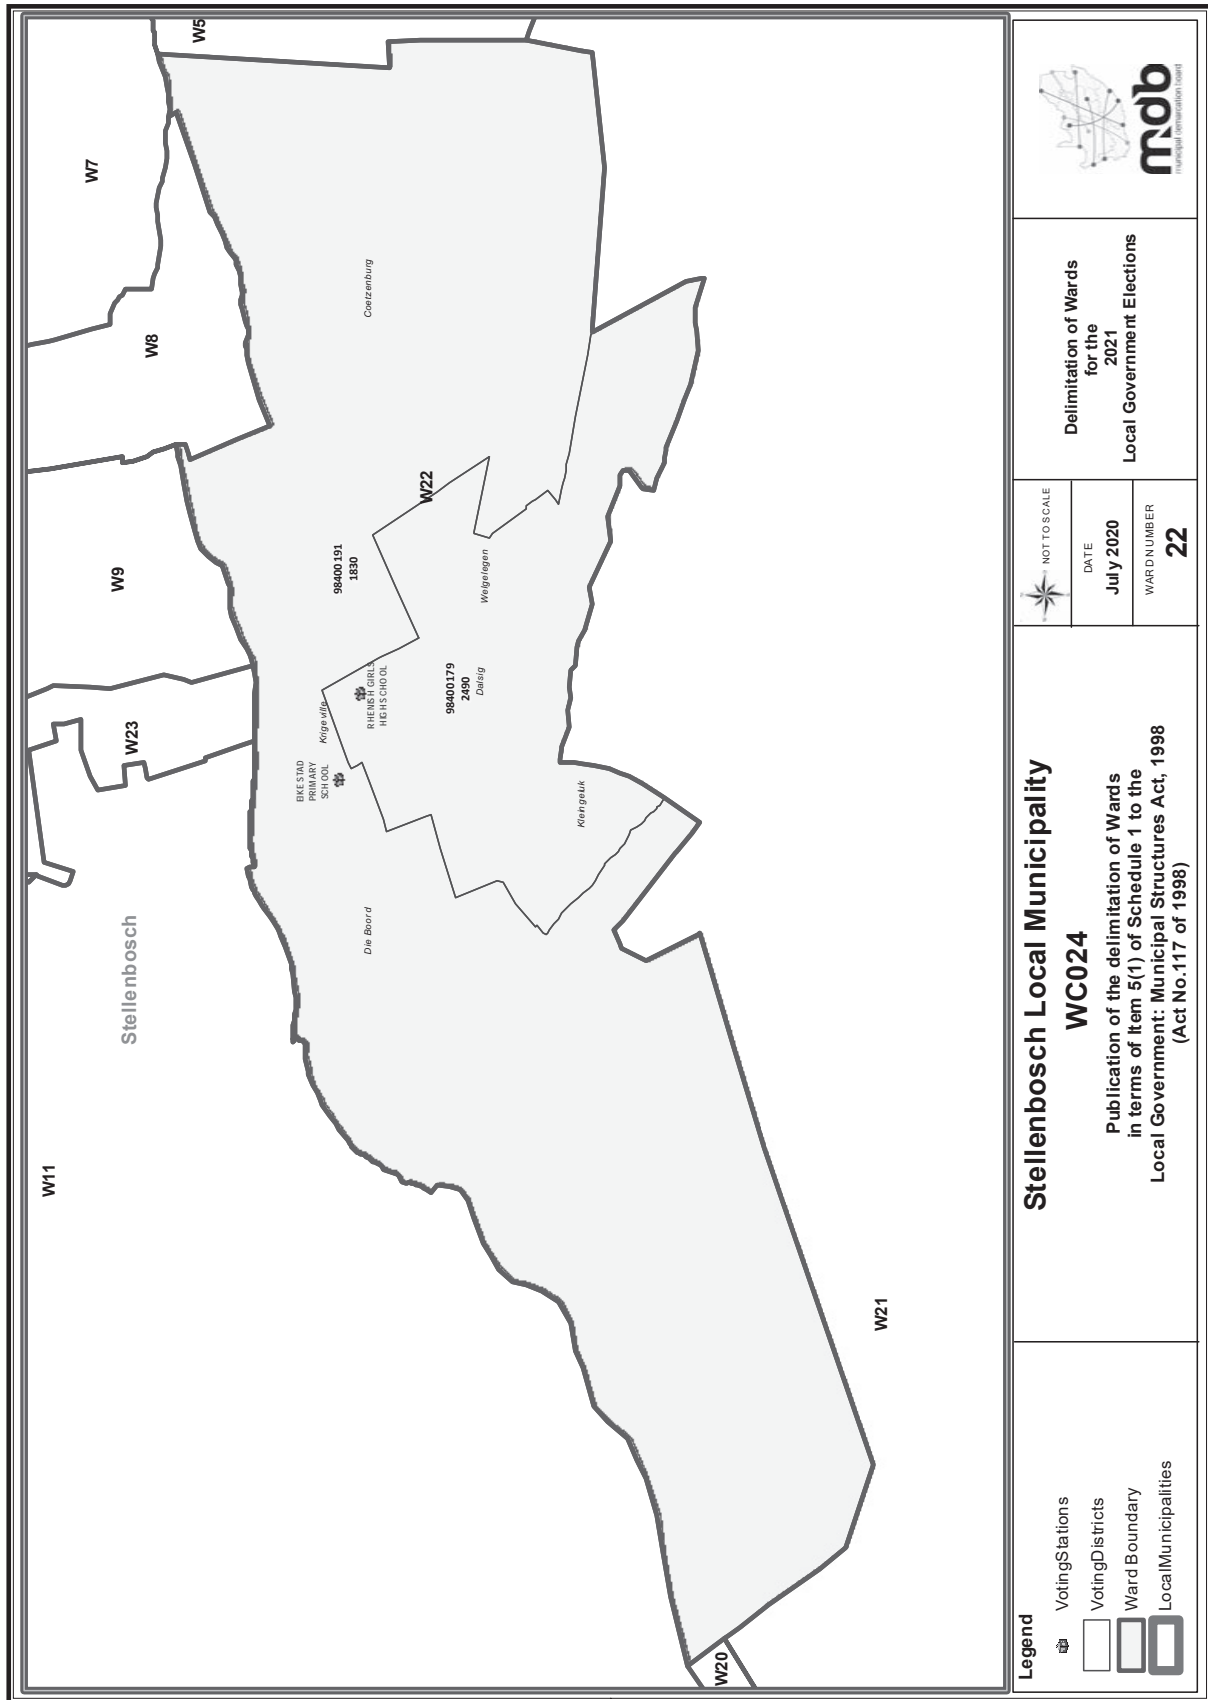 W5
W7
W8
W9
W23
W11
Stellenbosch
Coetzenburg
W22
98400191
1830
Welgelegen
98400179
2490
Dalsig
Krigeville
RHENISH GIRLS
HIGH SCHOOL
EIKESTAD
PRIMARY
SCHOOL
Kleingeluk
Die Boord
W21
W20
Legend
VotingStations
VotingDistricts
Ward Boundary
LocalMunicipalities
Stellenbosch Local Municipality
WC024
Publication of the delimitation of Wards
in terms of Item 5(1) of Schedule 1 to the
Local Government: Municipal Structures Act, 1998
(Act No.117 of 1998)
NOT TO SCALE
DATE
July 2020
WARD NUMBER
22
Delimitation of Wards
for the
2021
Local Government Elections
mdb
municipal demarcation board